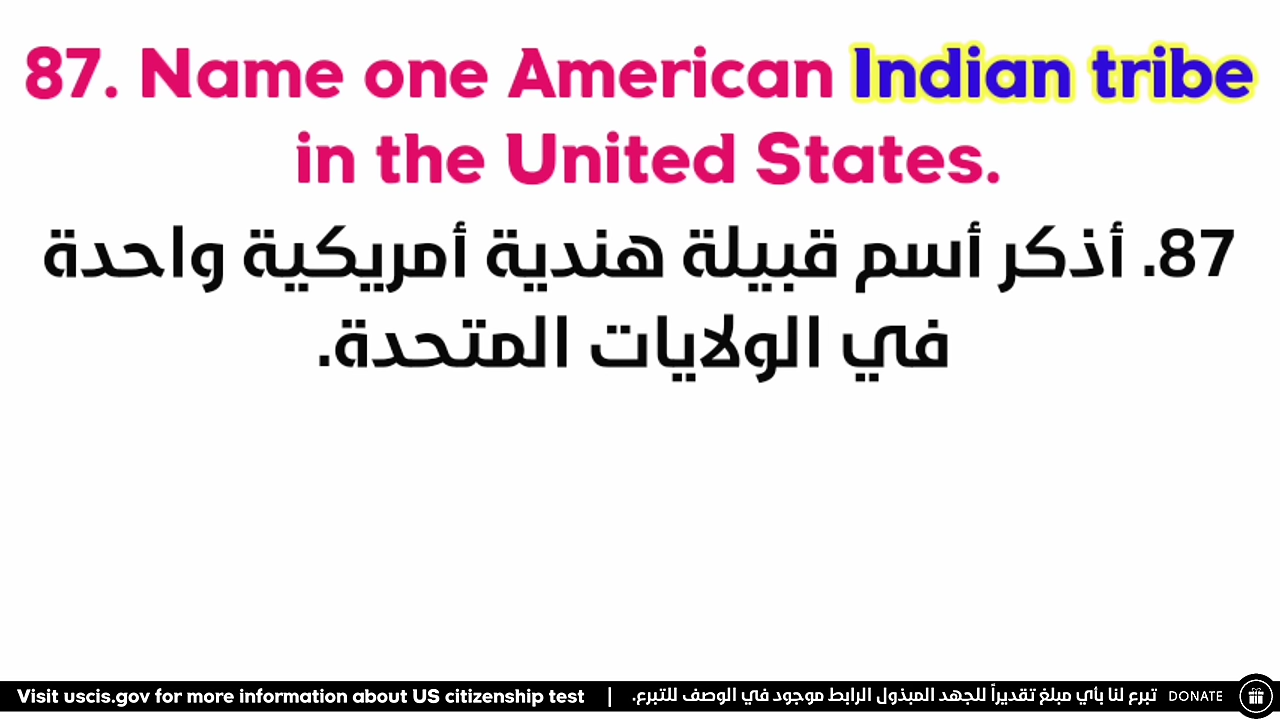 87. Name one American Indian tribe
in the United States.
87. أذكر أسم قبيلة هندية أمريكية واحدة
في الولايات المتحدة.
Visit uscis.gov for more information about US citizenship test | تبرع لنا بأي مبلغ تقديراً للجهد المبذول الرابط موجود في الوصف للتبرع. DONATE